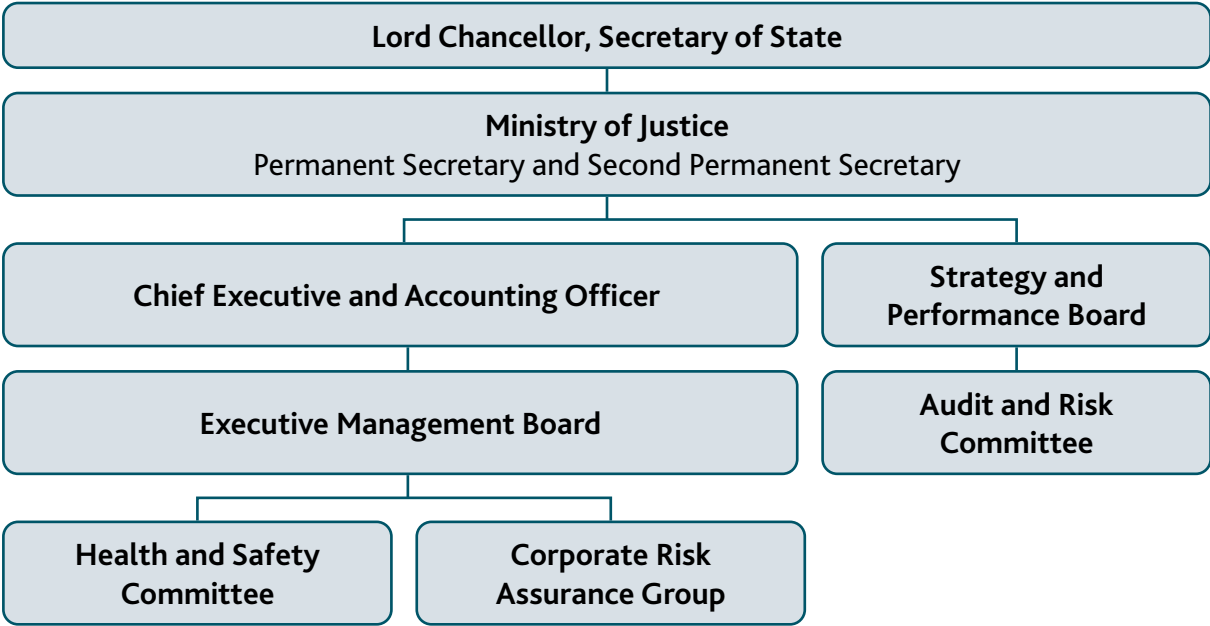 Lord Chancellor, Secretary of State
Ministry of Justice
Permanent Secretary and Second Permanent Secretary
Chief Executive and Accounting Officer
Strategy and
Performance Board
Executive Management Board
Audit and Risk
Committee
Health and Safety
Committee
Corporate Risk
Assurance Group